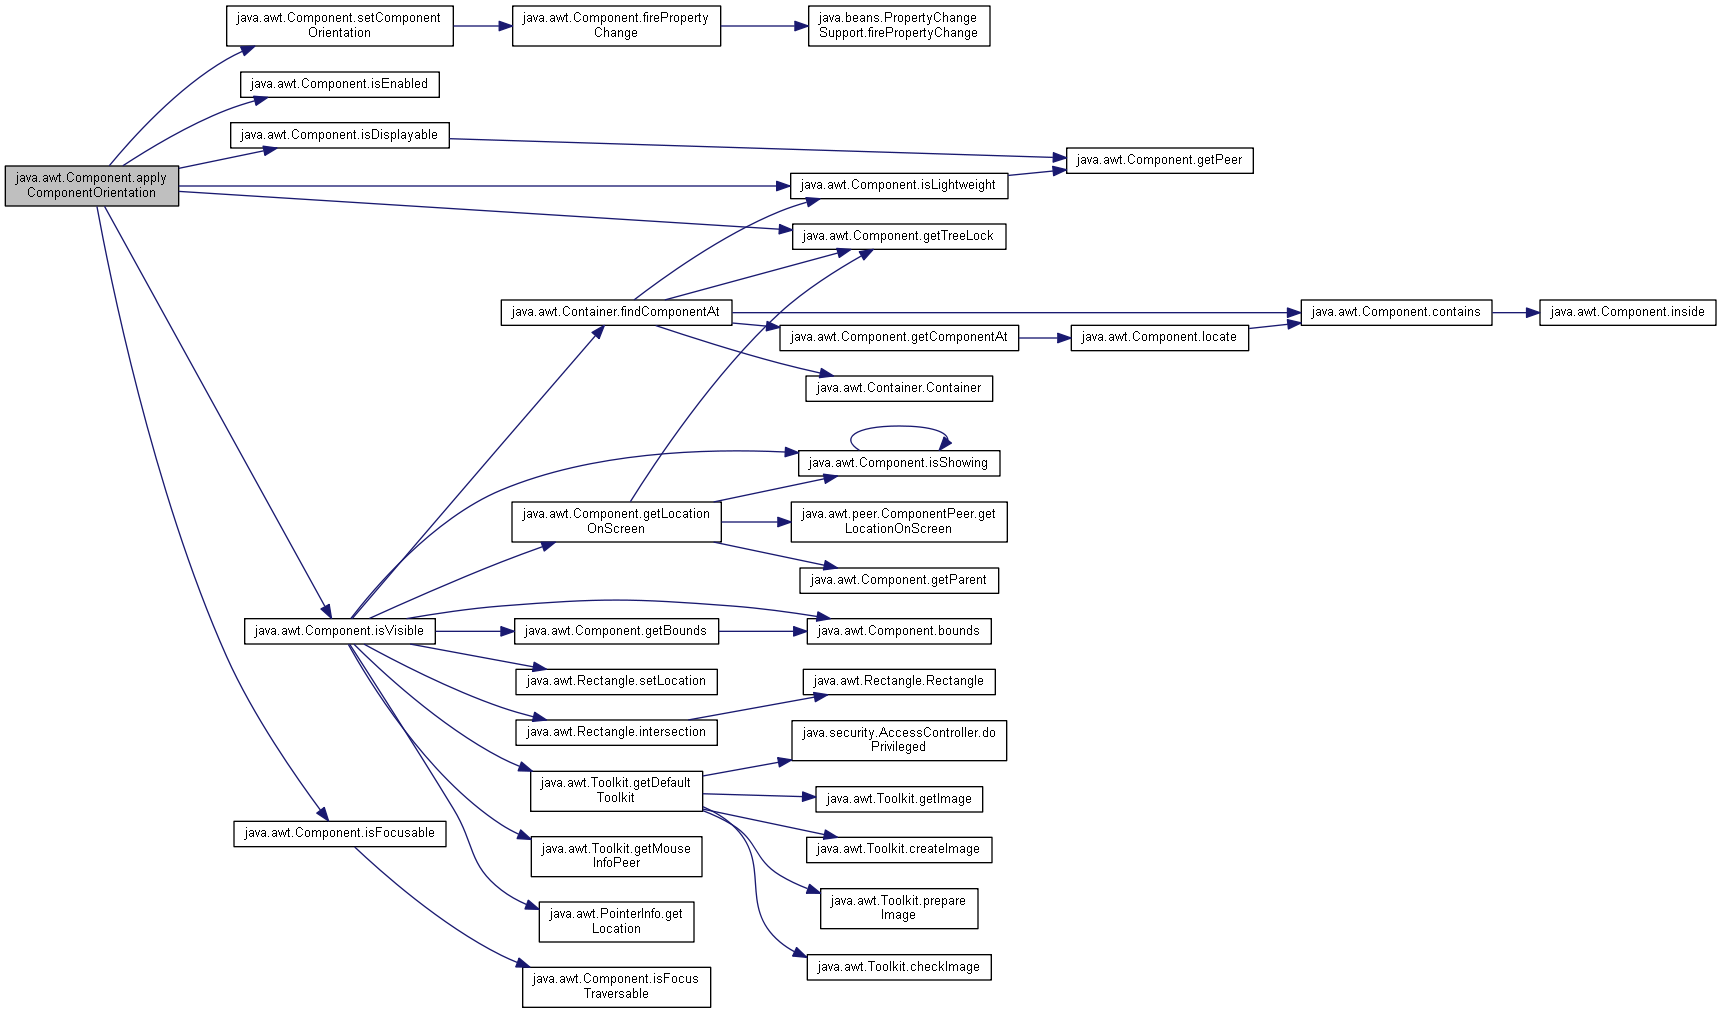 java.awt.Component.setComponent
Orientation
java.awt.Component.fireProperty
Change
java.beans.PropertyChange
Support.firePropertyChange
java.awt.Component.isEnabled
java.awt.Component.isDisplayable
java.awt.Component.getPeer
java.awt.Component.apply
ComponentOrientation
java.awt.Component.isLightweight
java.awt.Component.getTreeLock
java.awt.Container.findComponentAt
java.awt.Component.contains
java.awt.Component.inside
java.awt.Component.getComponentAt
java.awt.Component.locate
java.awt.Container.Container
java.awt.Component.isShowing
java.awt.Component.getLocation
OnScreen
java.awt.peer.ComponentPeer.get
LocationOnScreen
java.awt.Component.getParent
java.awt.Component.isVisible
java.awt.Component.getBounds
java.awt.Component.bounds
java.awt.Rectangle.setLocation
java.awt.Rectangle.Rectangle
java.awt.Rectangle.intersection
java.security.AccessController.do
Privileged
java.awt.Toolkit.getDefault
Toolkit
java.awt.Toolkit.getImage
java.awt.Component.isFocusable
java.awt.Toolkit.getMouse
InfoPeer
java.awt.Toolkit.createImage
java.awt.Toolkit.prepare
Image
java.awt.PointerInfo.get
Location
java.awt.Toolkit.checkImage
java.awt.Component.isFocus
Traversable